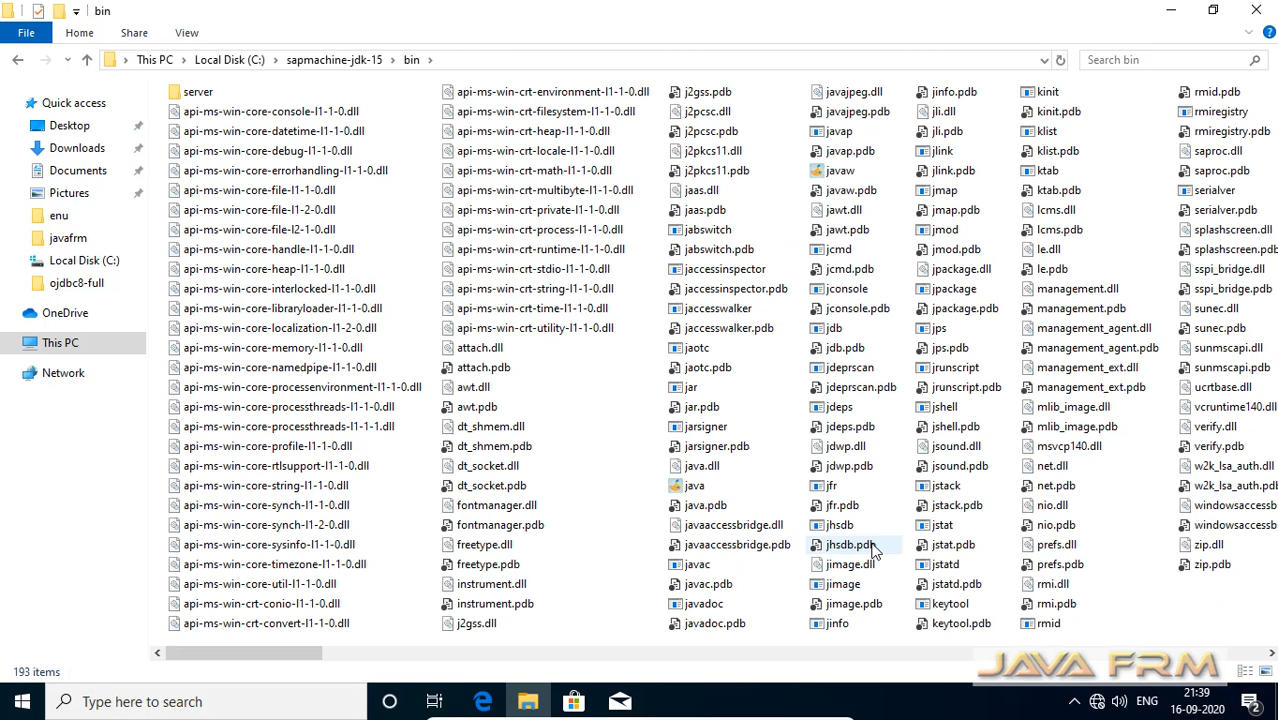 bin
File
Home
Share
View
This PC
Local Disk (C:)
sapmachine-jdk-15
bin
Search bin
Quick access
Desktop
Downloads
Documents
Pictures
enu
javafrm
Local Disk (C:)
ojdbc8-full
OneDrive
This PC
Network
server
api-ms-win-core-console-l1-1-0.dll
api-ms-win-core-datetime-l1-1-0.dll
api-ms-win-core-debug-l1-1-0.dll
api-ms-win-core-errorhandling-l1-1-0.dll
api-ms-win-core-file-l1-1-0.dll
api-ms-win-core-file-l1-2-0.dll
api-ms-win-core-file-l2-1-0.dll
api-ms-win-core-handle-l1-1-0.dll
api-ms-win-core-heap-l1-1-0.dll
api-ms-win-core-interlocked-l1-1-0.dll
api-ms-win-core-libraryloader-l1-1-0.dll
api-ms-win-core-localization-l1-2-0.dll
api-ms-win-core-memory-l1-1-0.dll
api-ms-win-core-namedpipe-l1-1-0.dll
api-ms-win-core-processenvironment-l1-1-0.dll
api-ms-win-core-processthreads-l1-1-0.dll
api-ms-win-core-processthreads-l1-1-1.dll
api-ms-win-core-profile-l1-1-0.dll
api-ms-win-core-rtlsupport-l1-1-0.dll
api-ms-win-core-string-l1-1-0.dll
api-ms-win-core-synch-l1-1-0.dll
api-ms-win-core-synch-l1-2-0.dll
api-ms-win-core-sysinfo-l1-1-0.dll
api-ms-win-core-timezone-l1-1-0.dll
api-ms-win-core-util-l1-1-0.dll
api-ms-win-crt-conio-l1-1-0.dll
api-ms-win-crt-convert-l1-1-0.dll
api-ms-win-crt-environment-l1-1-0.dll
api-ms-win-crt-filesystem-l1-1-0.dll
api-ms-win-crt-heap-l1-1-0.dll
api-ms-win-crt-locale-l1-1-0.dll
api-ms-win-crt-math-l1-1-0.dll
api-ms-win-crt-multibyte-l1-1-0.dll
api-ms-win-crt-private-l1-1-0.dll
api-ms-win-crt-process-l1-1-0.dll
api-ms-win-crt-runtime-l1-1-0.dll
api-ms-win-crt-stdio-l1-1-0.dll
api-ms-win-crt-string-l1-1-0.dll
api-ms-win-crt-time-l1-1-0.dll
api-ms-win-crt-utility-l1-1-0.dll
attach.dll
attach.pdb
awt.dll
awt.pdb
dt_shmem.dll
dt_shmem.pdb
dt_socket.dll
dt_socket.pdb
fontmanager.dll
fontmanager.pdb
freetype.dll
freetype.pdb
instrument.dll
instrument.pdb
j2gss.dll
j2gss.pdb
j2pcsc.dll
j2pcsc.pdb
j2pkcs11.dll
j2pkcs11.pdb
jaas.dll
jaas.pdb
jabswitch
jabswitch.pdb
jaccessinspector
jaccessinspector.pdb
jaccesswalker
jaccesswalker.pdb
jaotc
jaotc.pdb
jar
jar.pdb
jarsigner
jarsigner.pdb
java.dll
java
java.pdb
javaaccessbridge.dll
javaaccessbridge.pdb
javac
javac.pdb
javadoc
javadoc.pdb
javajpeg.dll
javajpeg.pdb
javap
javap.pdb
javaw
javaw.pdb
jawt.dll
jawt.pdb
jcmd
jcmd.pdb
jconsole
jconsole.pdb
jdb
jdb.pdb
jdeprscan
jdeprscan.pdb
jdeps
jdeps.pdb
jdwp.dll
jdwp.pdb
jfr
jfr.pdb
jhsdb
jhsdb.pdb
jimage.dll
jimage
jimage.pdb
jinfo
jinfo.pdb
jli.dll
jli.pdb
jlink
jlink.pdb
jmap
jmap.pdb
jmod
jmod.pdb
jpackage.dll
jpackage
jpackage.pdb
jps
jps.pdb
jrunscript
jrunscript.pdb
jshell
jshell.pdb
jsound.dll
jsound.pdb
jstack
jstack.pdb
jstat
jstat.pdb
jstatd
jstatd.pdb
keytool
keytool.pdb
kinit
kinit.pdb
klist
klist.pdb
ktab
ktab.pdb
lcms.dll
lcms.pdb
le.dll
le.pdb
management.dll
management.pdb
management_agent.dll
management_agent.pdb
management_ext.dll
management_ext.pdb
mlib_image.dll
mlib_image.pdb
msvcp140.dll
net.dll
net.pdb
nio.dll
nio.pdb
prefs.dll
prefs.pdb
rmi.dll
rmi.pdb
rmid
rmid.pdb
rmiregistry
rmiregistry.pdb
saproc.dll
saproc.pdb
serialver
serialver.pdb
splashscreen.dll
splashscreen.pdb
sspi_bridge.dll
sspi_bridge.pdb
sunec.dll
sunec.pdb
sunmscapi.dll
sunmscapi.pdb
ucrtbase.dll
vcruntime140.dll
verify.dll
verify.pdb
w2k_lsa_auth.dll
w2k_lsa_auth.pdb
windowsaccessb
windowsaccessb
zip.dll
zip.pdb
193 items
JAVA FRM
Type here to search
ENG
21:39
16-09-2020
2